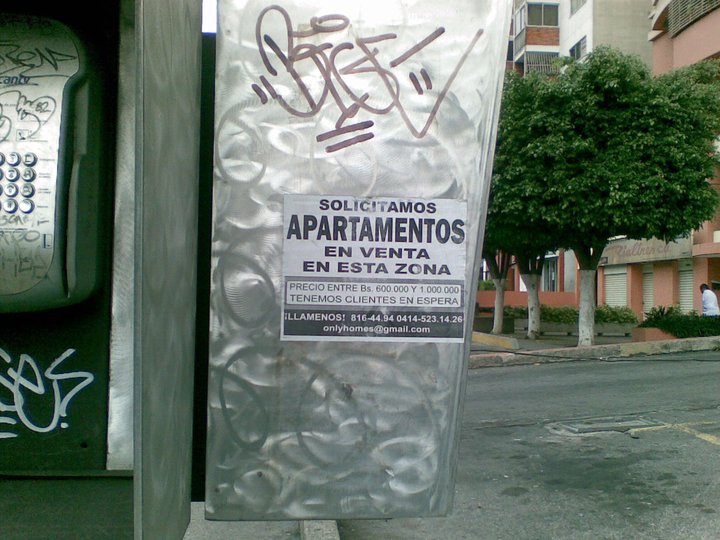 cantv
SOLICITAMOS
APARTAMENTOS
EN VENTA
EN ESTA ZONA
PRECIO ENTRE Bs. 600.000 Y 1.000.000
TENEMOS CLIENTES EN ESPERA
¡LLAMENOS! 816-44.94 0414-523.14.26
onlyhomes@gmail.com